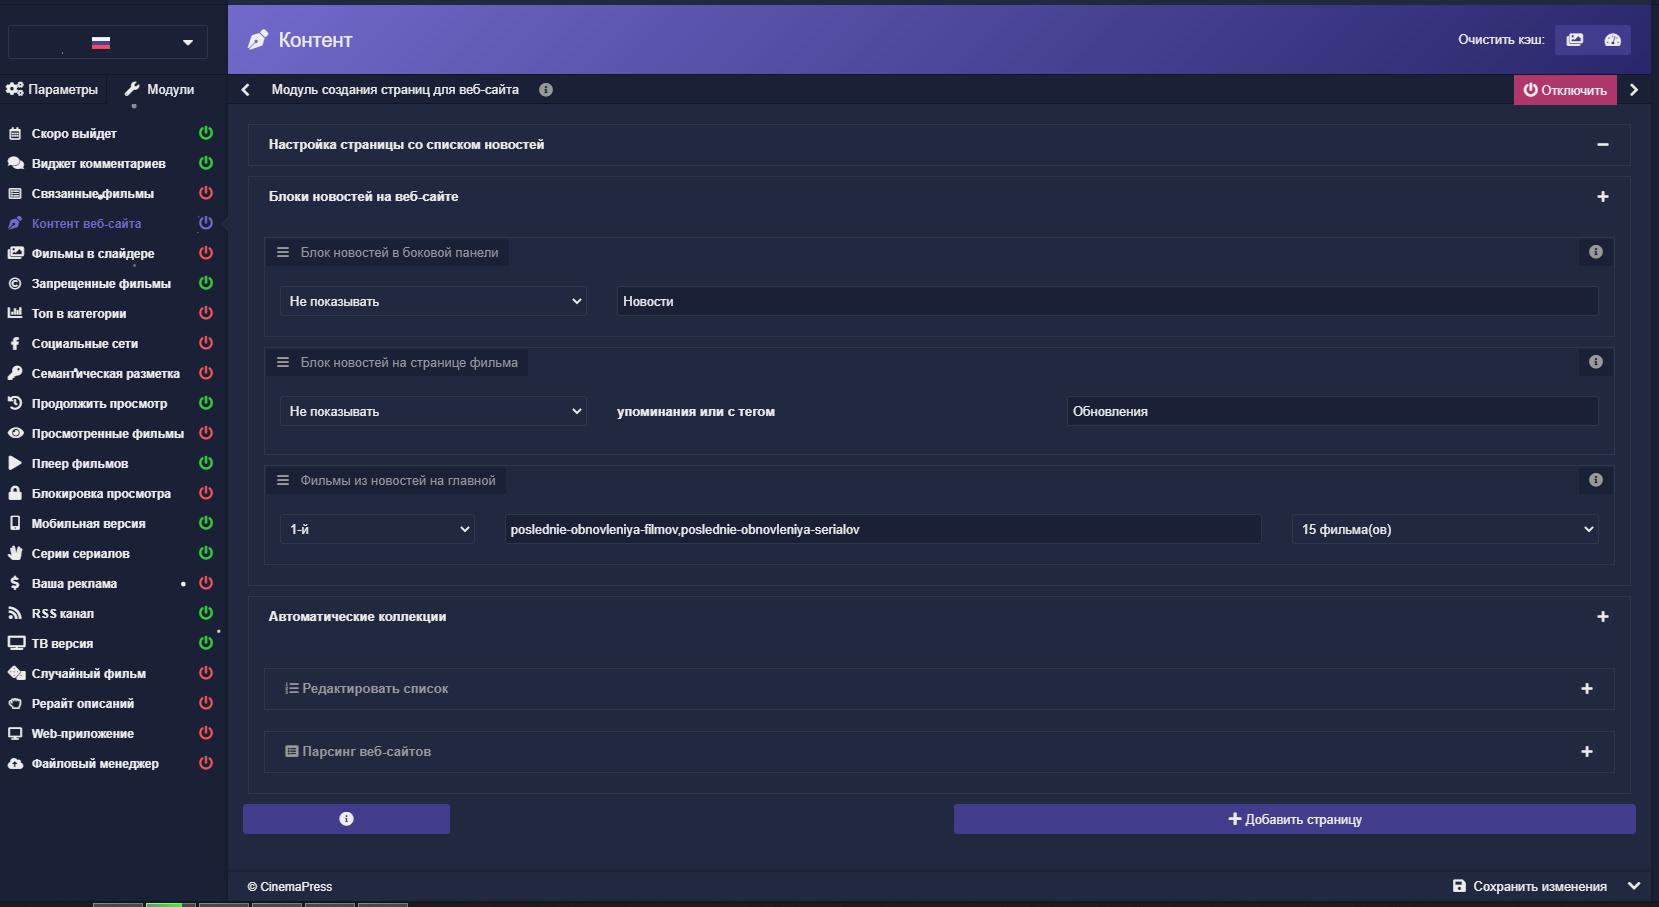 Контент
Очистить кэш:
Параметры
Модули
Модуль создания страниц для веб-сайта
Отключить
Скоро выйдет
Виджет комментариев
Связанные фильмы
Контент веб-сайта
Фильмы в слайдере
Запрещенные фильмы
Топ в категории
Социальные сети
Семантическая разметка
Продолжить просмотр
Просмотренные фильмы
Плеер фильмов
Блокировка просмотра
Мобильная версия
Серии сериалов
Ваша реклама
RSS канал
ТВ версия
Случайный фильм
Рерайт описаний
Web-приложение
Файловый менеджер
Настройка страницы со списком новостей
Блоки новостей на веб-сайте
Блок новостей в боковой панели
Не показывать
Новости
Блок новостей на странице фильма
Не показывать
упоминания или с тегом
Обновления
Фильмы из новостей на главной
1-й
poslednie-obnovleniya-filmov,poslednie-obnovleniya-serialov
15 фильма(ов)
Автоматические коллекции
Редактировать список
Парсинг веб-сайтов
Добавить страницу
© CinemaPress
Сохранить изменения